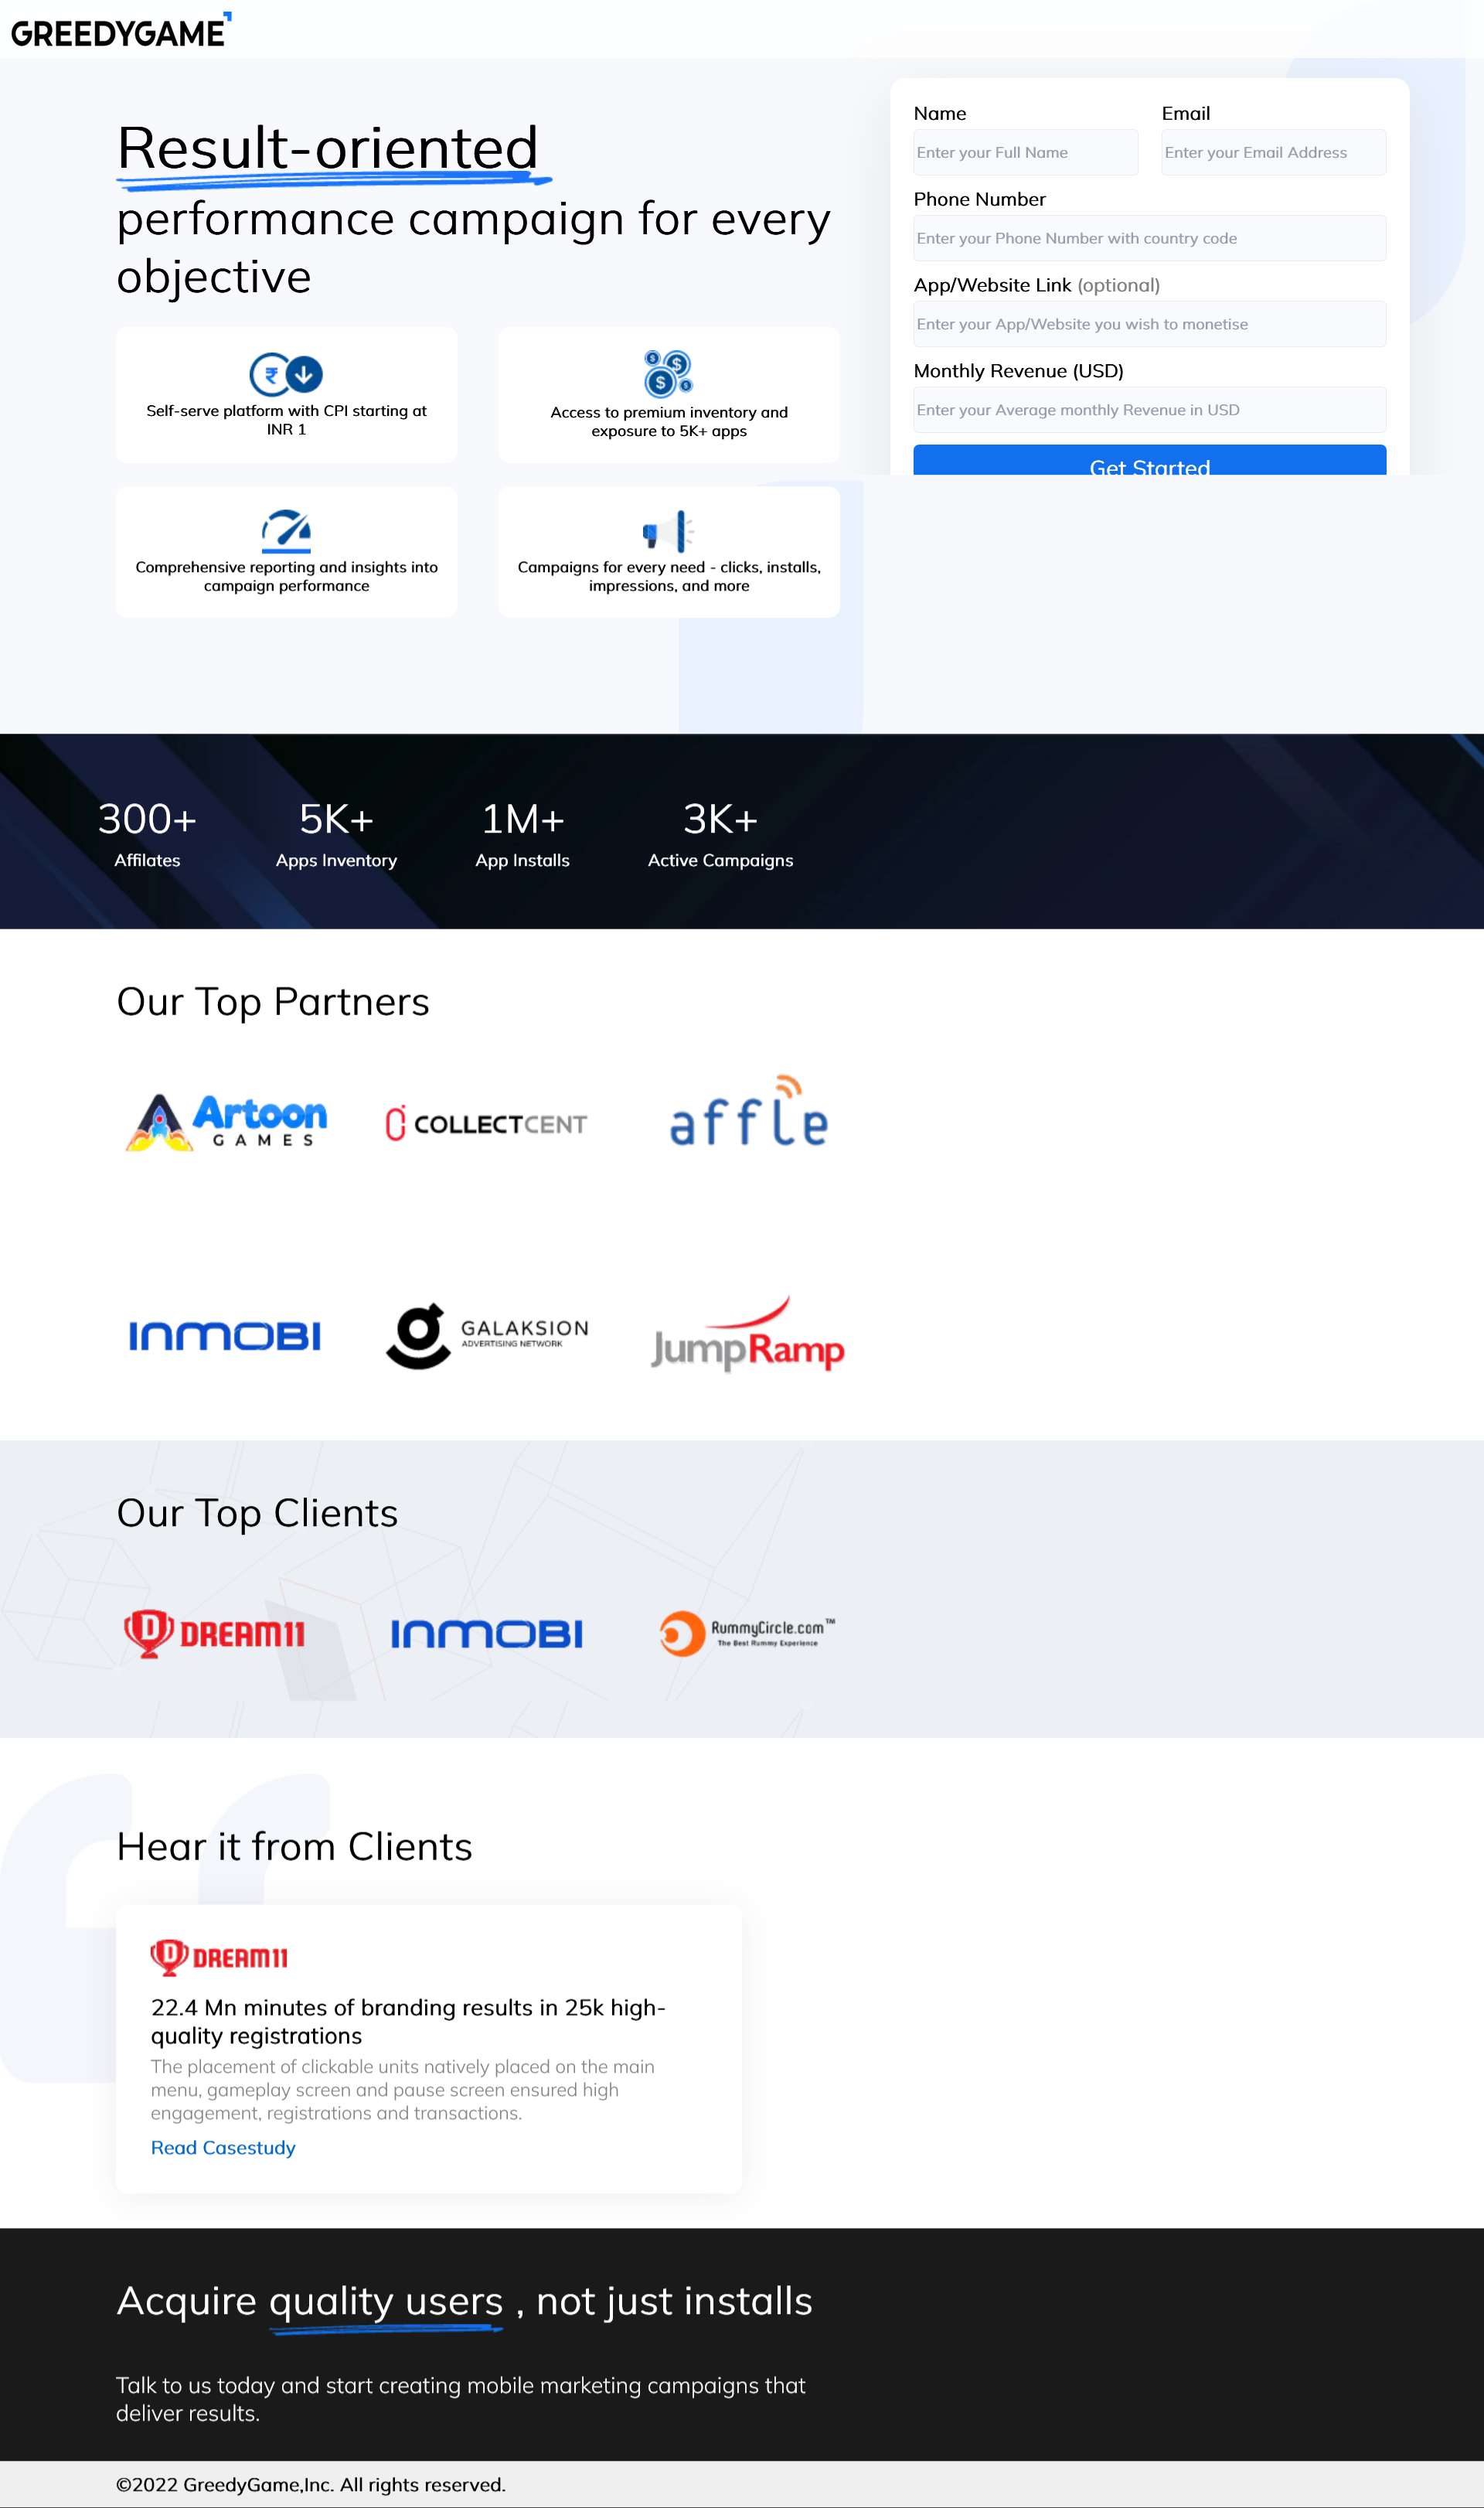 GREEDYGAME
Result-oriented
performance campaign for every
objective
Self-serve platform with CPI starting at
INR 1
Access to premium inventory and
exposure to 5K+ apps
Comprehensive reporting and insights into
campaign performance
Campaigns for every need - clicks, installs,
impressions, and more
Name
Email
Enter your Full Name
Enter your Email Address
Phone Number
Enter your Phone Number with country code
App/Website Link (optional)
Enter your App/Website you wish to monetise
Monthly Revenue (USD)
Enter your Average monthly Revenue in USD
Get Started
300+
5K+
1M+
3K+
Affilates
Apps Inventory
App Installs
Active Campaigns
Our Top Partners
Artoon
GAMES
COLLECTCENT
affle
INMOBI
GALAKSION
ADVERTISING NETWORK
JumpRamp
Our Top Clients
DREAM11
INMOBI
RummyCircle.com™
The Best Rummy Experience
Hear it from Clients
DREAM11
22.4 Mn minutes of branding results in 25k high-
quality registrations
The placement of clickable units natively placed on the main
menu, gameplay screen and pause screen ensured high
engagement, registrations and transactions.
Read Casestudy
Acquire quality users , not just installs
Talk to us today and start creating mobile marketing campaigns that
deliver results.
©2022 GreedyGame,Inc. All rights reserved.